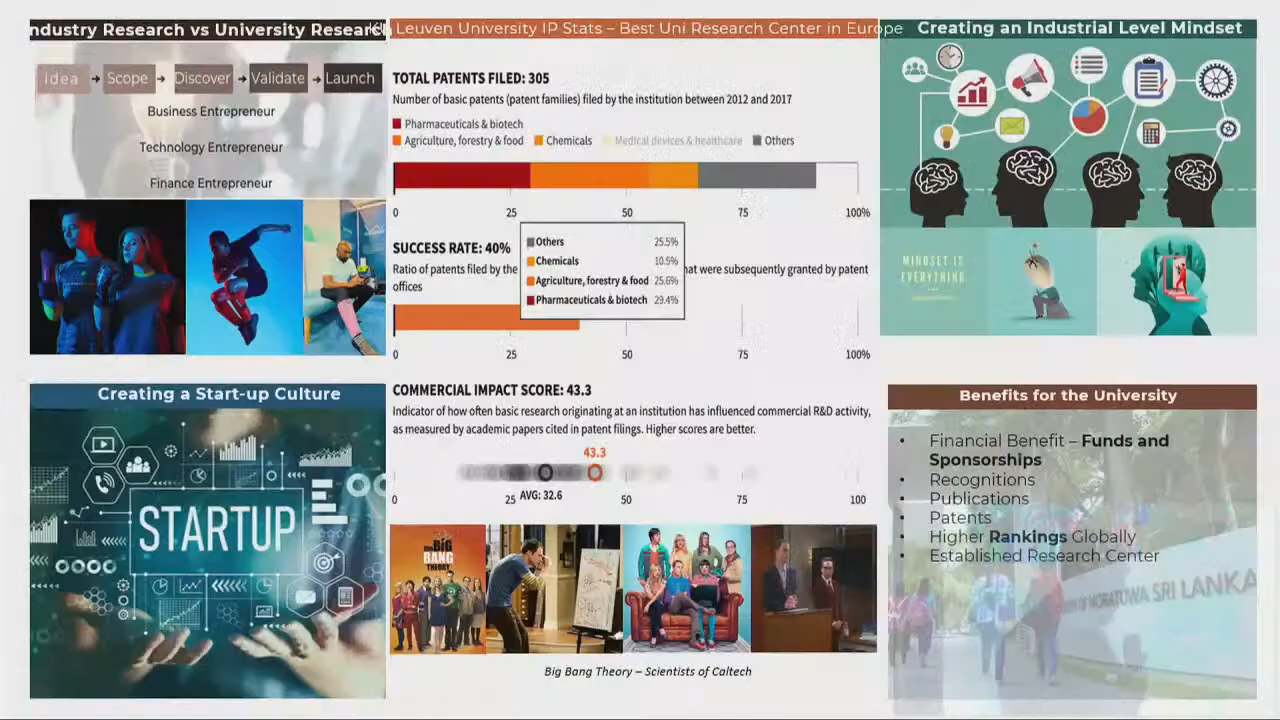 ndustry Research vs University Research
Idea → Scope → Discover → Validate → Launch
Business Entrepreneur
Technology Entrepreneur
Finance Entrepreneur
Leuven University IP Stats – Best Uni Research Center in Europe
TOTAL PATENTS FILED: 305
Number of basic patents (patent families) filed by the institution between 2012 and 2017
Pharmaceuticals & biotech
Agriculture, forestry & food Chemicals Medical devices & healthcare Others
0 25 50 75 100%
SUCCESS RATE: 40%
Ratio of patents filed by the hat were subsequently granted by patent
offices
Others 25.5%
Chemicals 10.5%
Agriculture, forestry & food 25.6%
Pharmaceuticals & biotech 29.4%
0 25 50 75 100%
COMMERCIAL IMPACT SCORE: 43.3
Indicator of how often basic research originating at an institution has influenced commercial R&D activity,
as measured by academic papers cited in patent filings. Higher scores are better.
43.3
0 25 AVG: 32.6 50 75 100
the BIG
BANG
THEORY
Big Bang Theory – Scientists of Caltech
Creating an Industrial Level Mindset
MINDSET IS
EVERYTHING
Creating a Start-up Culture
STARTUP
Benefits for the University
• Financial Benefit – Funds and
Sponsorships
• Recognitions
• Publications
• Patents
• Higher Rankings Globally
• Established Research Center
OF MORATUWA SRI LANKA